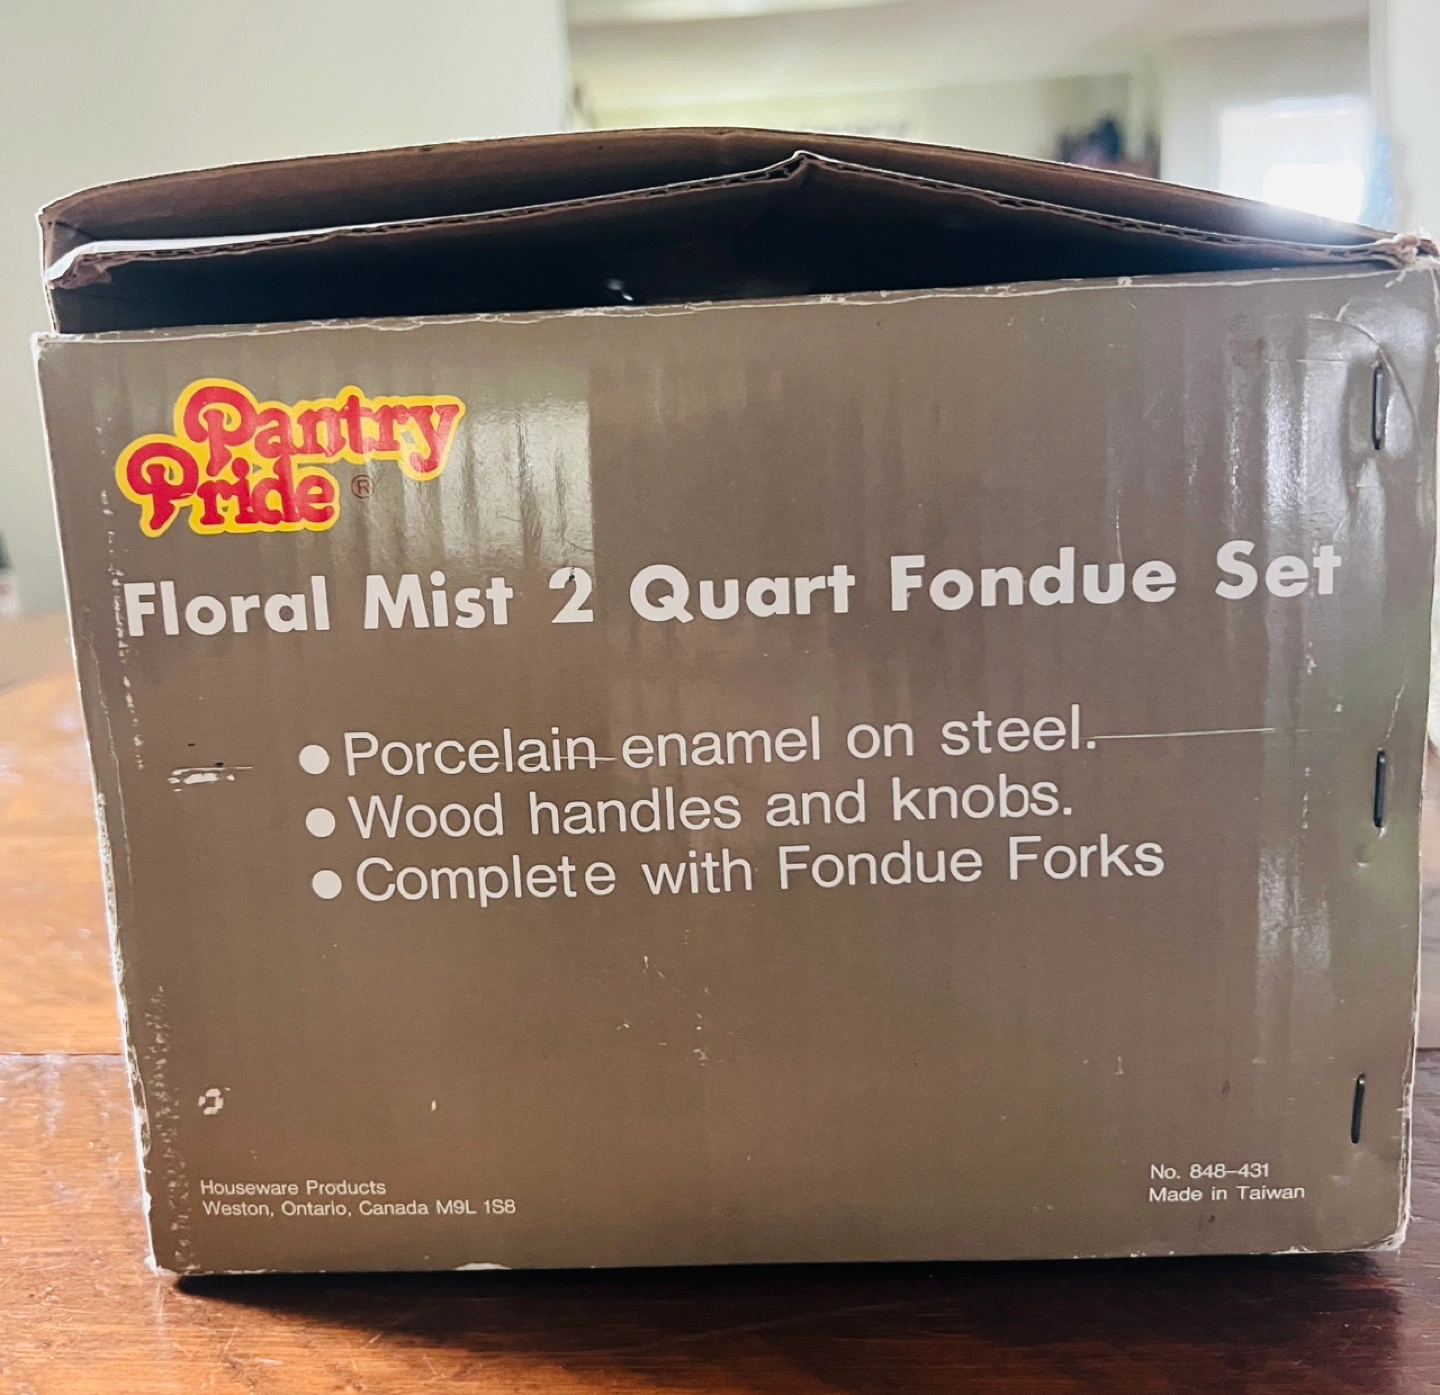 Pantry
Pride ®
Floral Mist 2 Quart Fondue Set
● Porcelain enamel on steel.
● Wood handles and knobs.
● Complete with Fondue Forks
Houseware Products
Weston, Ontario, Canada M9L 1S8
No. 848-431
Made in Taiwan